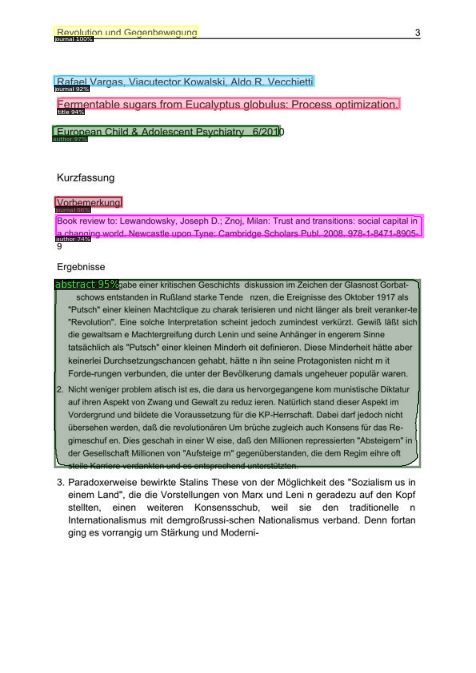 Revolution und Gegenbewegung 3
journal 100%
Rafael Vargas, Viacutector Kowalski, Aldo R. Vecchietti
journal 92%
Fermentable sugars from Eucalyptus globulus: Process optimization.
title 94%
European Child & Adolescent Psychiatry 6/2010
author 97%
Kurzfassung
Vorbemerkung
Book review to: Lewandowsky, Joseph D.; Znoj, Milan: Trust and transitions: social capital in
a changing world. Newcastle upon Tyne: Cambridge Scholars Publ. 2008. 978-1-8471-8905-
author 74%
9
Ergebnisse
abstract 95% gabe einer kritischen Geschichts diskussion im Zeichen der Glasnost Gorbat-
schows entstanden in Rußland starke Tende nzen, die Ereignisse des Oktober 1917 als
"Putsch" einer kleinen Machtclique zu charak terisieren und nicht länger als breit veranker-te
"Revolution". Eine solche Interpretation scheint jedoch zumindest verkürzt. Gewiß läßt sich
die gewaltsam e Machtergreifung durch Lenin und seine Anhänger in engerem Sinne
tatsächlich als "Putsch" einer kleinen Minderh eit definieren. Diese Minderheit hätte aber
keinerlei Durchsetzungschancen gehabt, hätte n ihn seine Protagonisten nicht m it
Forde-rungen verbunden, die unter der Bevölkerung damals ungeheuer populär waren.
2. Nicht weniger problem atisch ist es, die dara us hervorgegangene kom munistische Diktatur
auf ihren Aspekt von Zwang und Gewalt zu reduz ieren. Natürlich stand dieser Aspekt im
Vordergrund und bildete die Voraussetzung für die KP-Herrschaft. Dabei darf jedoch nicht
übersehen werden, daß die revolutionären Um brüche zugleich auch Konsens für das Re-
gimeschuf en. Dies geschah in einer W eise, daß den Millionen repressierten "Absteigern" in
der Gesellschaft Millionen von "Aufsteige rn" gegenüberstanden, die dem Regim eihre oft
steile Karriere verdankten und es entsprechend unterstützten.
3. Paradoxerweise bewirkte Stalins These von der Möglichkeit des "Sozialism us in
einem Land", die die Vorstellungen von Marx und Leni n geradezu auf den Kopf
stellten, einen weiteren Konsensschub, weil sie den traditionelle n
Internationalismus mit demgroßrussi-schen Nationalismus verband. Denn fortan
ging es vorrangig um Stärkung und Moderni-